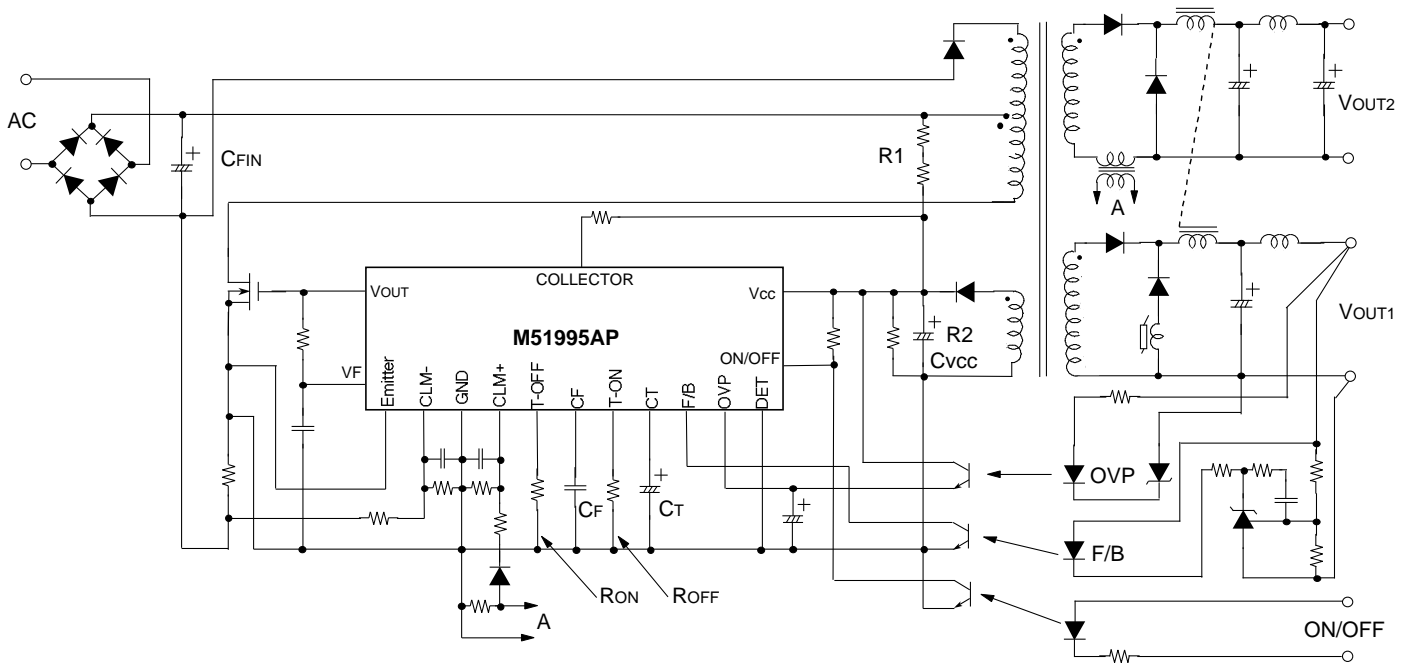 AC
CFIN
R1
VOUT2
A
COLLECTOR
VOUT
Vcc
M51995AP
R2
CVCC
VOUT1
VF
ON/OFF
Emitter
CLM-
GND
CLM+
T-OFF
CF
T-ON
CT
F/B
OVP
DET
OVP
CF
CT
F/B
RON
ROFF
A
ON/OFF
+
+
+
+
+
+
+